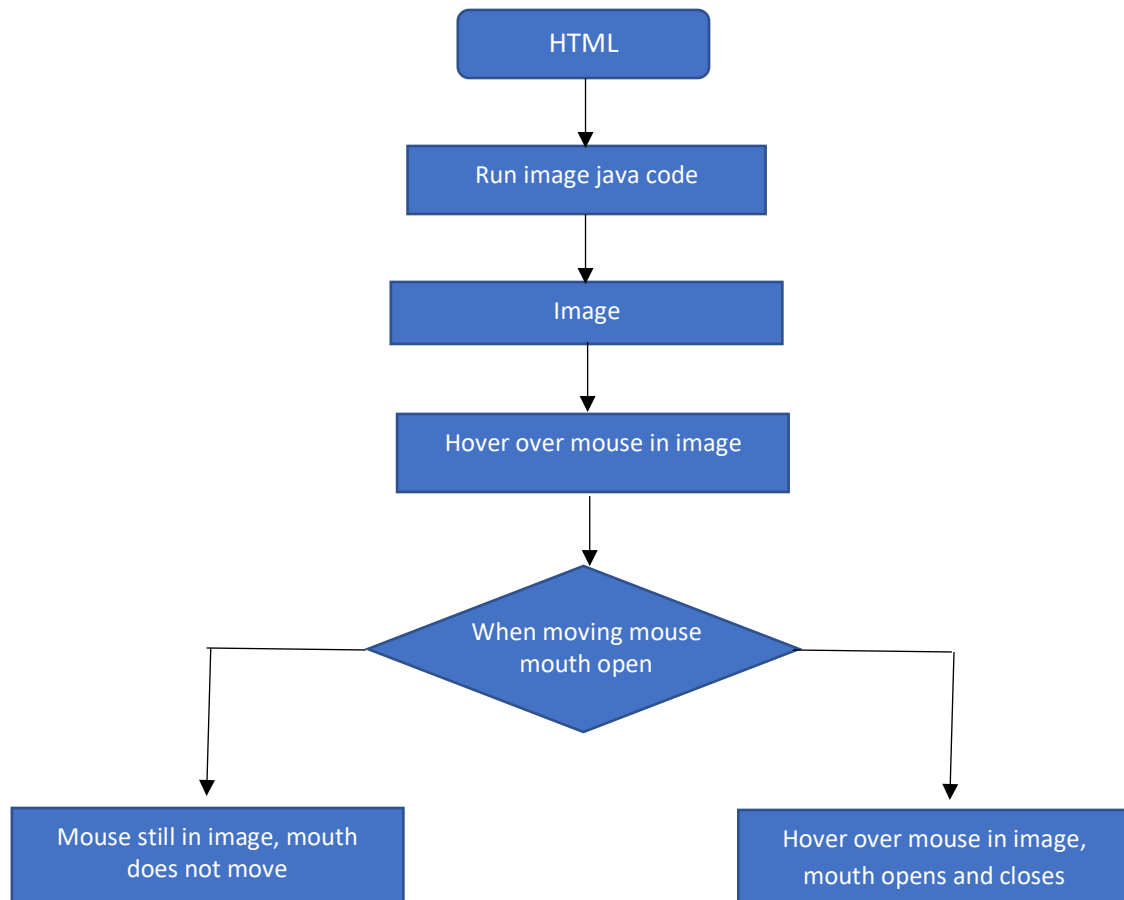 HTML
Run image java code
Image
Hover over mouse in image
When moving mouse
mouth open
Mouse still in image, mouth
does not move
Hover over mouse in image,
mouth opens and closes